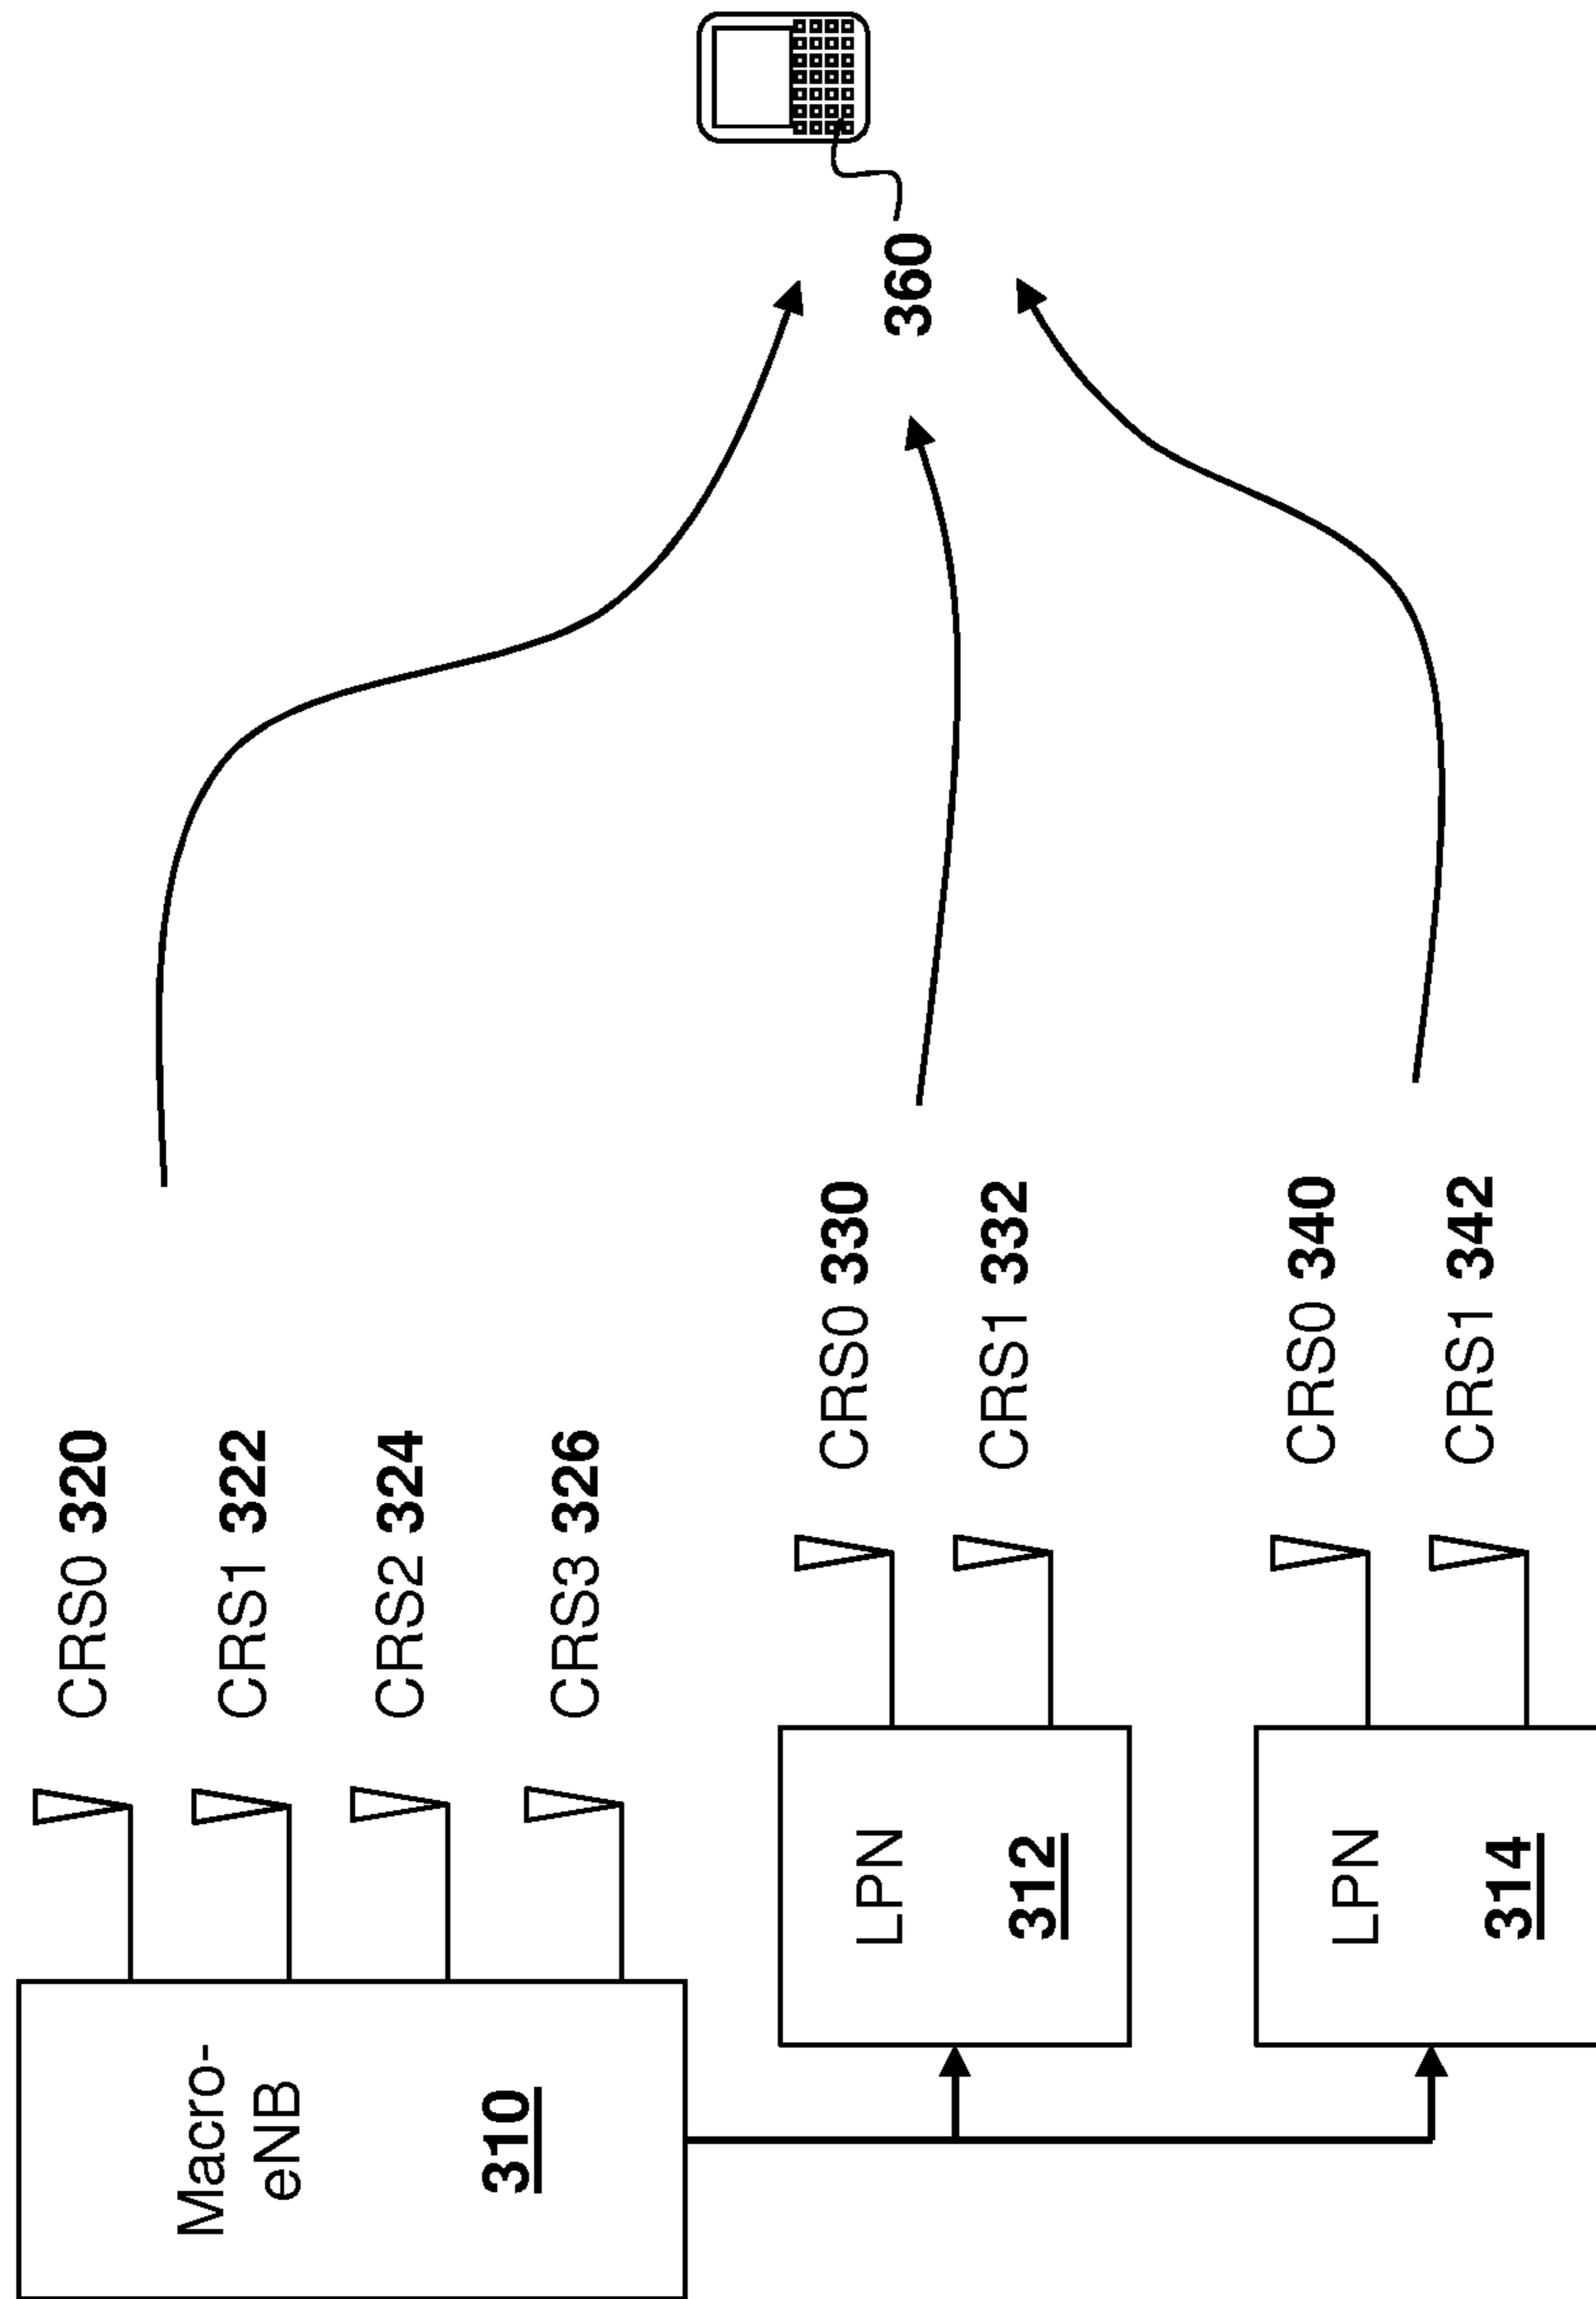 Macro-
eNB
310
CRS0 320
CRS1 322
CRS2 324
CRS3 326
LPN
312
CRS0 330
CRS1 332
LPN
314
CRS0 340
CRS1 342
360